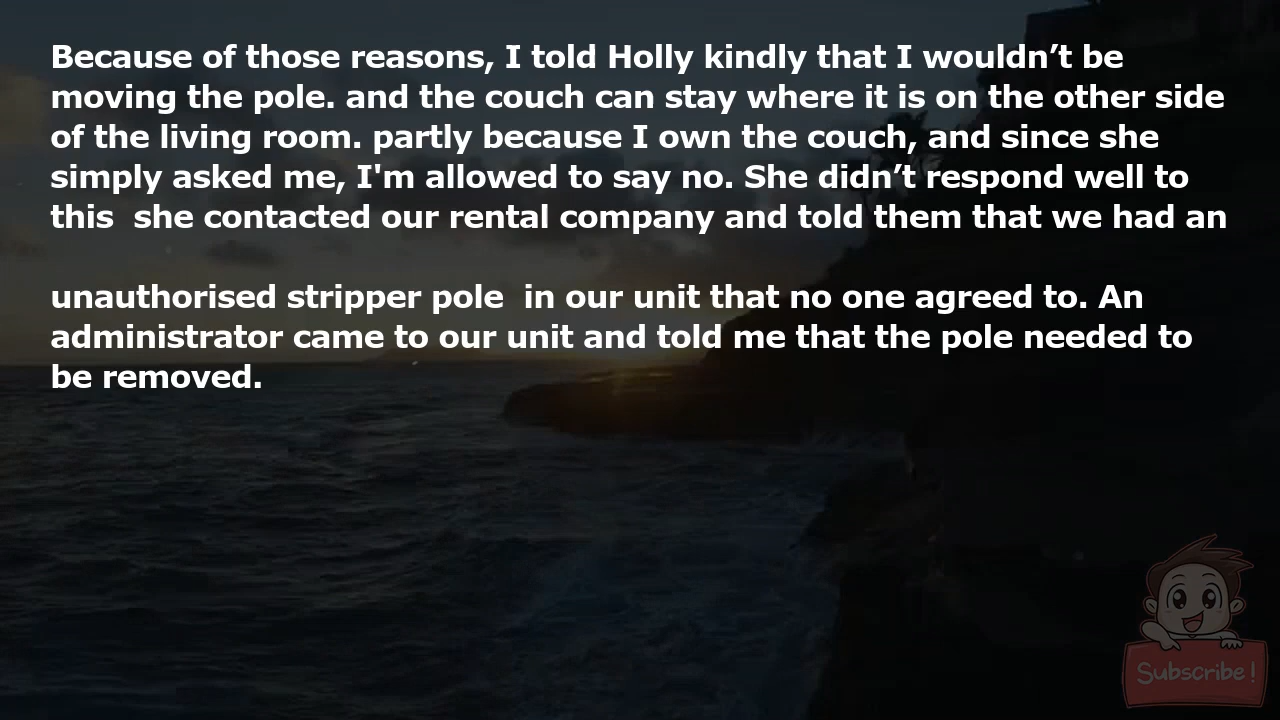 Because of those reasons, I told Holly kindly that I wouldn’t be
moving the pole. and the couch can stay where it is on the other side
of the living room. partly because I own the couch, and since she
simply asked me, I'm allowed to say no. She didn’t respond well to
this  she contacted our rental company and told them that we had an
unauthorised stripper pole  in our unit that no one agreed to. An
administrator came to our unit and told me that the pole needed to
be removed.
Subscribe!